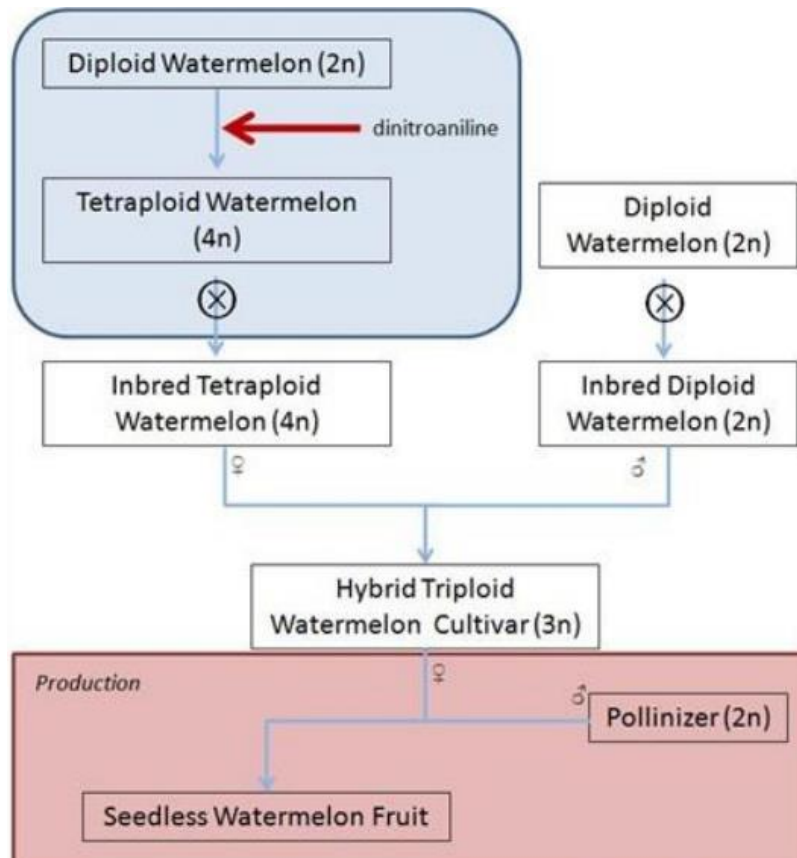 Diploid Watermelon (2n)
dinitroaniline
Tetraploid Watermelon
(4n)
Diploid
Watermelon (2n)
Inbred Tetraploid
Watermelon (4n)
Inbred Diploid
Watermelon (2n)
♀
♂
Hybrid Triploid
Watermelon Cultivar (3n)
Production
♀
♂
Pollinizer (2n)
Seedless Watermelon Fruit